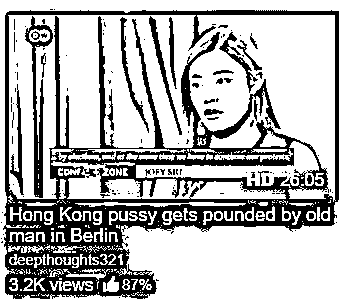 DW
CONFLICT ZONE JOEY SIU
HD 26:05
Hong Kong pussy gets pounded by old
man in Berlin
deepthoughts321
3.2K views 87%